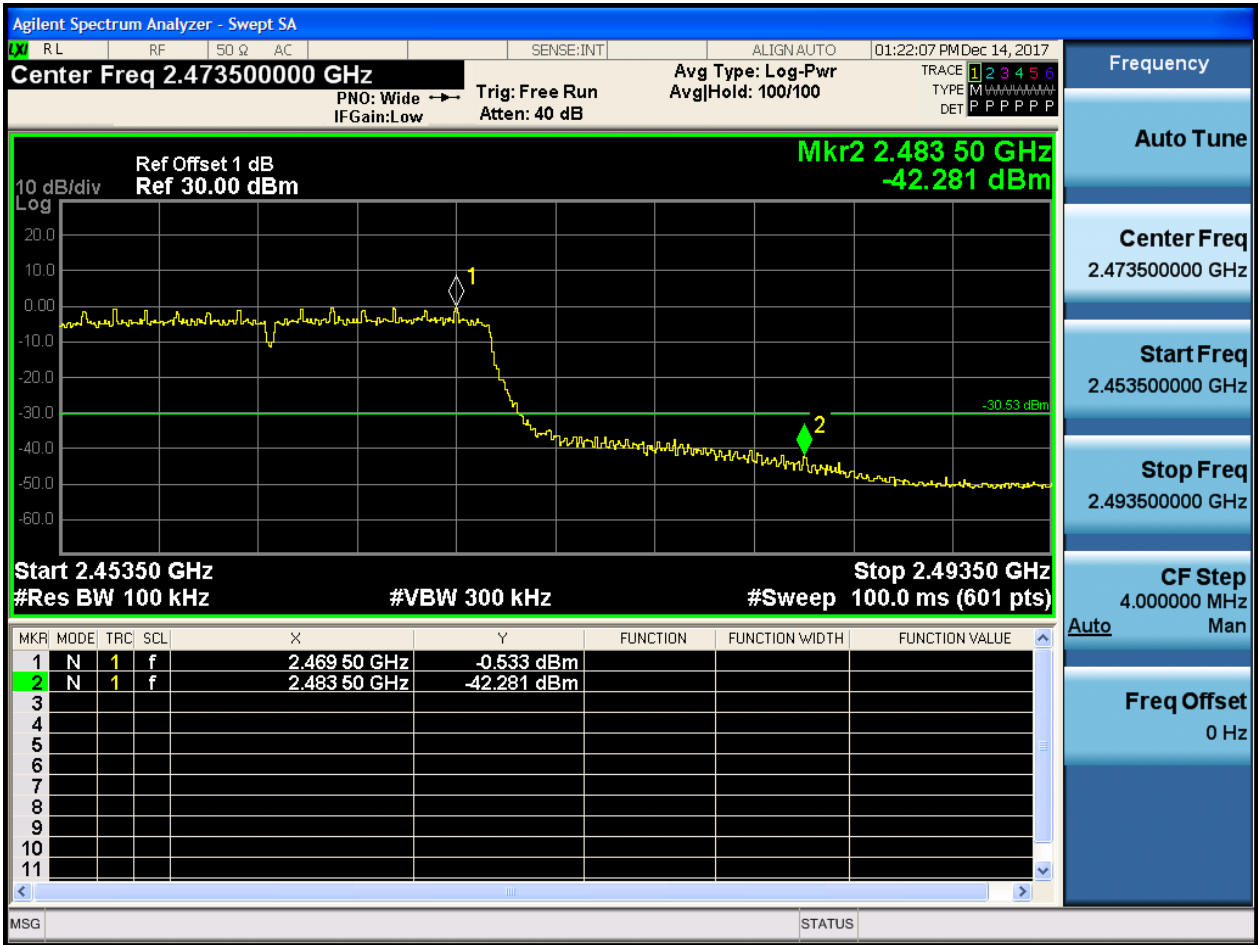 Agilent Spectrum Analyzer - Swept SA
LXI RL RF 50 Ω AC SENSE:INT ALIGN AUTO 01:22:07 PM Dec 14, 2017
Center Freq 2.473500000 GHz
PNO: Wide
IFGain:Low
Trig: Free Run
Atten: 40 dB
Avg Type: Log-Pwr
Avg|Hold: 100/100
TRACE 1 2 3 4 5 6
TYPE M WWWWW
DET P P P P P P
Ref Offset 1 dB
10 dB/div Ref 30.00 dBm
Log
Mkr2 2.483 50 GHz
-42.281 dBm
20.0
10.0
0.00
-10.0
-20.0
-30.0
-40.0
-50.0
-60.0
1
2
-30.53 dBm
Start 2.45350 GHz Stop 2.49350 GHz
#Res BW 100 kHz #VBW 300 kHz #Sweep 100.0 ms (601 pts)
MKR MODE TRC SCL X Y FUNCTION FUNCTION WIDTH FUNCTION VALUE
1 N 1 f 2.469 50 GHz -0.533 dBm
2 N 1 f 2.483 50 GHz -42.281 dBm
3
4
5
6
7
8
9
10
11
MSG STATUS
Frequency
Auto Tune
Center Freq
2.473500000 GHz
Start Freq
2.453500000 GHz
Stop Freq
2.493500000 GHz
CF Step
4.000000 MHz
Auto Man
Freq Offset
0 Hz